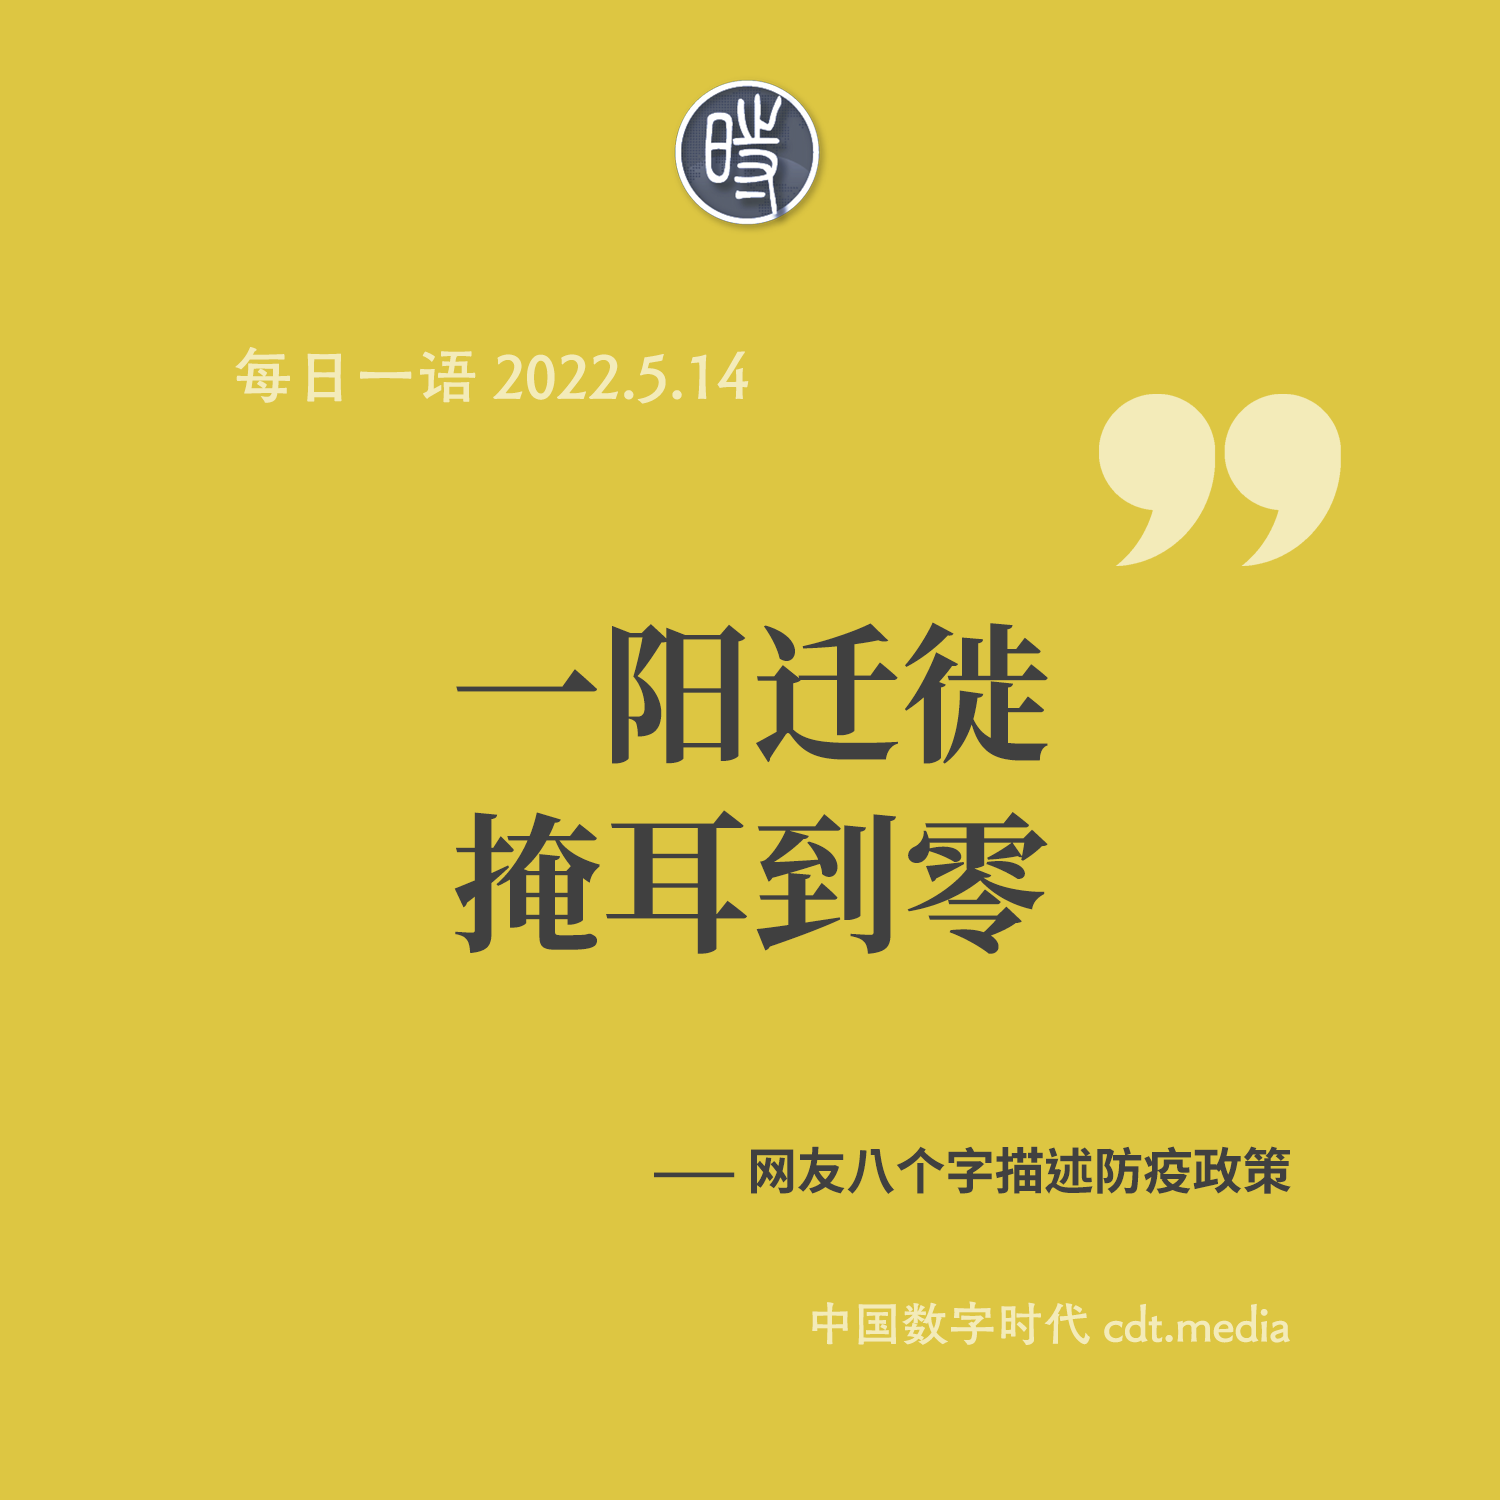 時
每日一语 2022.5.14
”
一阳迁徙
掩耳到零
—— 网友八个字描述防疫政策
中国数字时代 cdt.media